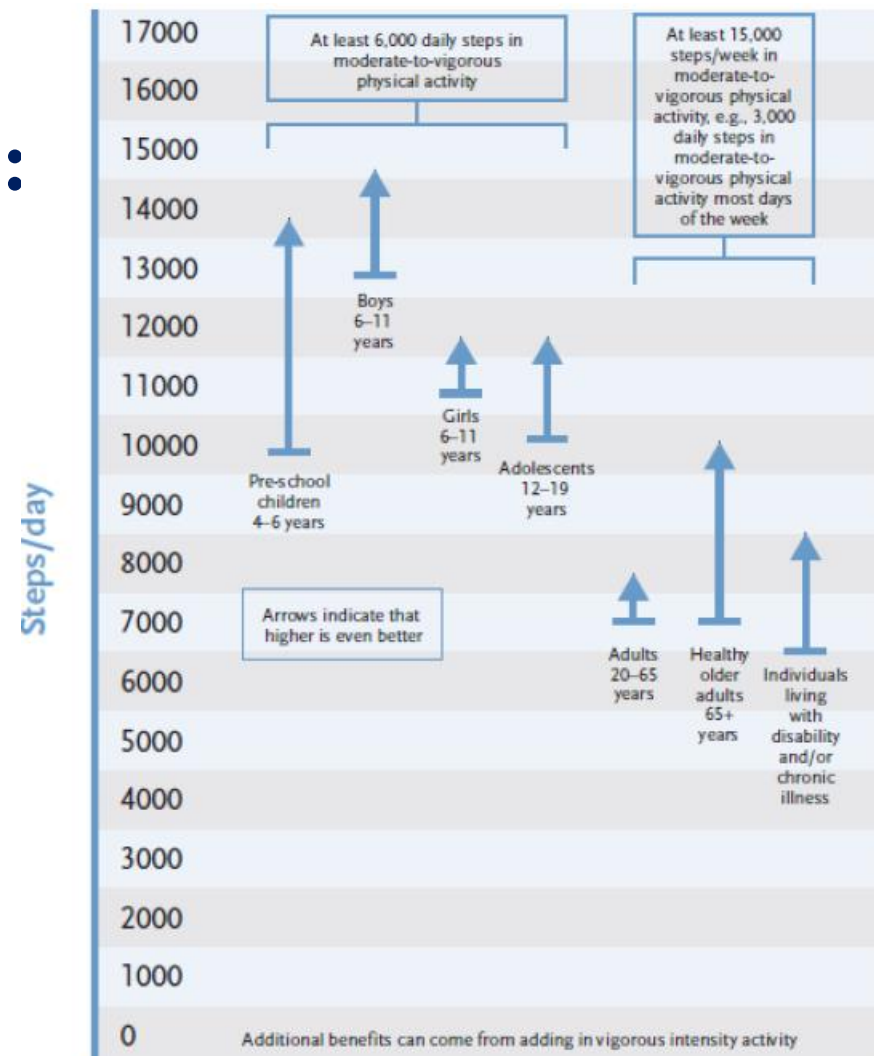 17000
16000
15000
14000
13000
12000
11000
10000
9000
8000
7000
6000
5000
4000
3000
2000
1000
0
Steps/day
At least 6,000 daily steps in
moderate-to-vigorous
physical activity
At least 15,000
steps/week in
moderate-to-
vigorous physical
activity, e.g., 3,000
daily steps in
moderate-to-
vigorous physical
activity most days
of the week
Pre-school
children
4–6 years
Boys
6–11
years
Girls
6–11
years
Adolescents
12–19
years
Arrows indicate that
higher is even better
Adults
20–65
years
Healthy
older
adults
65+
years
Individuals
living
with
disability
and/or
chronic
illness
Additional benefits can come from adding in vigorous intensity activity